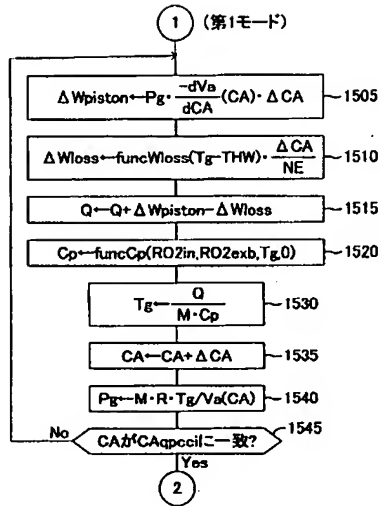 1 (第1モード)
ΔWpiston←Pg・-dVa/dCA(CA)・ΔCA 1505
ΔWloss←funcWloss(Tg-THW)・ΔCA/NE 1510
Q←Q+ΔWpiston-ΔWloss 1515
Cp←funcCp(RO2in,RO2exb,Tg,0) 1520
Tg←Q/M・Cp 1530
CA←CA+ΔCA 1535
Pg←M・R・Tg/Va(CA) 1540
1545
No
CAがCAqpcciに一致?
Yes
2